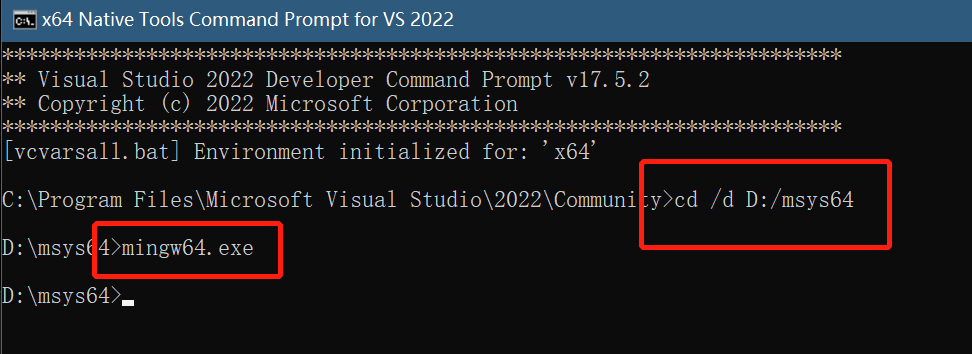 x64 Native Tools Command Prompt for VS 2022
**********************************************************************
** Visual Studio 2022 Developer Command Prompt v17.5.2
** Copyright (c) 2022 Microsoft Corporation
**********************************************************************
[vcvarsall.bat] Environment initialized for: 'x64'
C:\Program Files\Microsoft Visual Studio\2022\Community>cd /d D:/msys64
D:\msys64>mingw64.exe
D:\msys64>